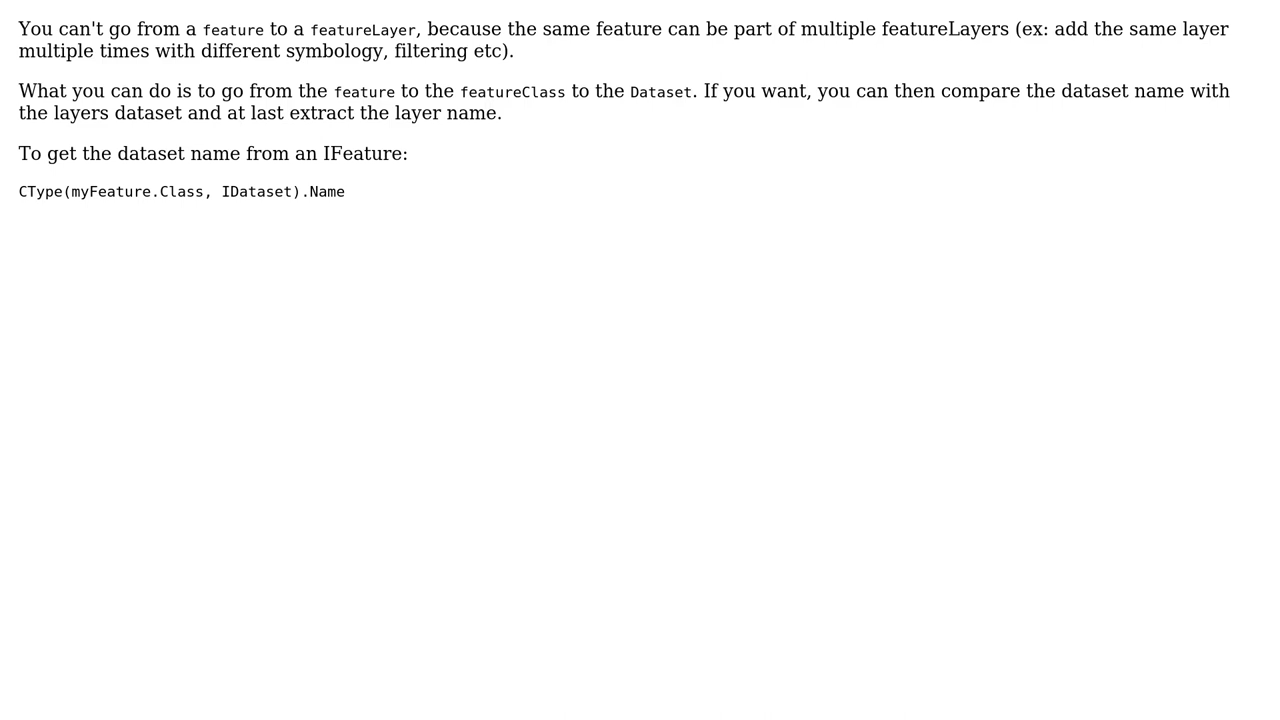 You can't go from a feature to a featureLayer, because the same feature can be part of multiple featureLayers (ex: add the same layer
multiple times with different symbology, filtering etc).
What you can do is to go from the feature to the featureClass to the Dataset. If you want, you can then compare the dataset name with
the layers dataset and at last extract the layer name.
To get the dataset name from an IFeature:
CType(myFeature.Class, IDataset).Name